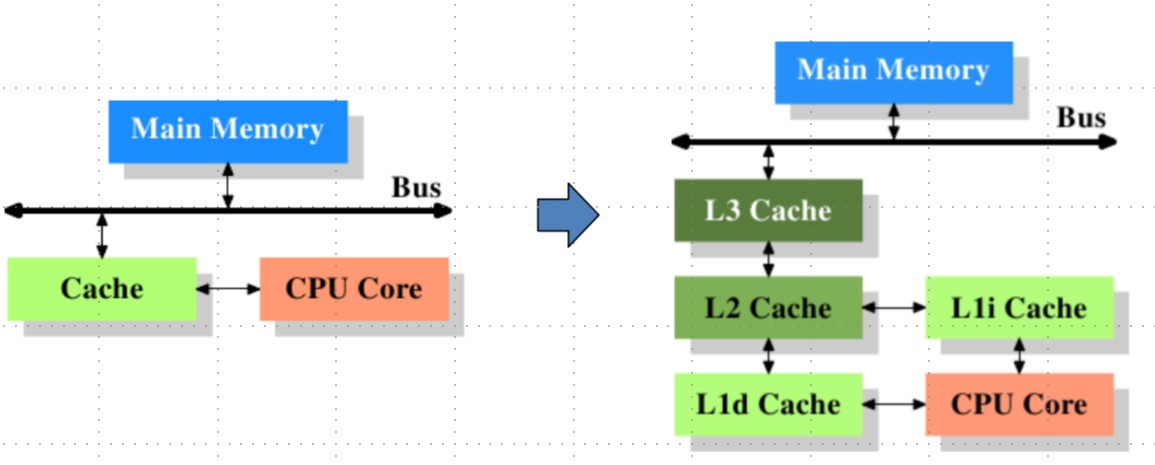 Main Memory
Bus
Cache
CPU Core
Main Memory
Bus
L3 Cache
L2 Cache
L1i Cache
L1d Cache
CPU Core